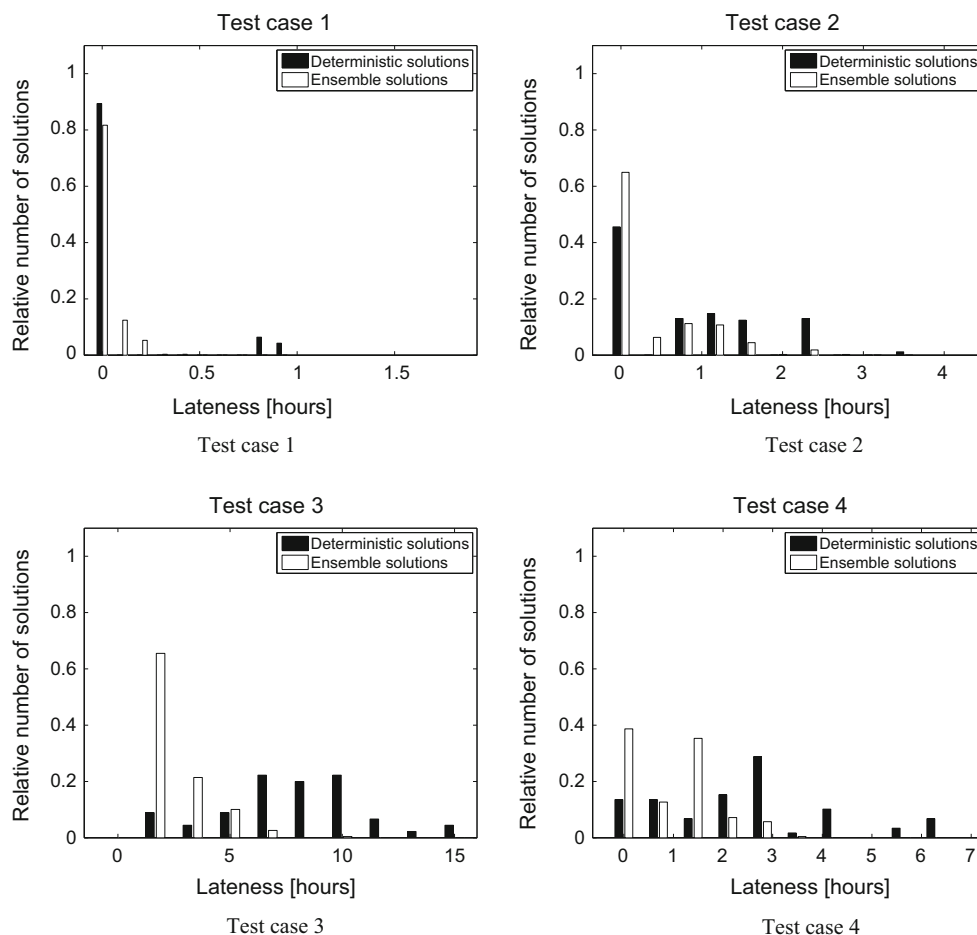 Test case 1
Deterministic solutions
Ensemble solutions
Relative number of solutions
1
0.8
0.6
0.4
0.2
0
0 0.5 1 1.5
Lateness [hours]
Test case 1
Test case 2
Deterministic solutions
Ensemble solutions
Relative number of solutions
1
0.8
0.6
0.4
0.2
0
0 1 2 3 4
Lateness [hours]
Test case 2
Test case 3
Deterministic solutions
Ensemble solutions
Relative number of solutions
1
0.8
0.6
0.4
0.2
0
0 5 10 15
Lateness [hours]
Test case 3
Test case 4
Deterministic solutions
Ensemble solutions
Relative number of solutions
1
0.8
0.6
0.4
0.2
0
0 1 2 3 4 5 6 7
Lateness [hours]
Test case 4